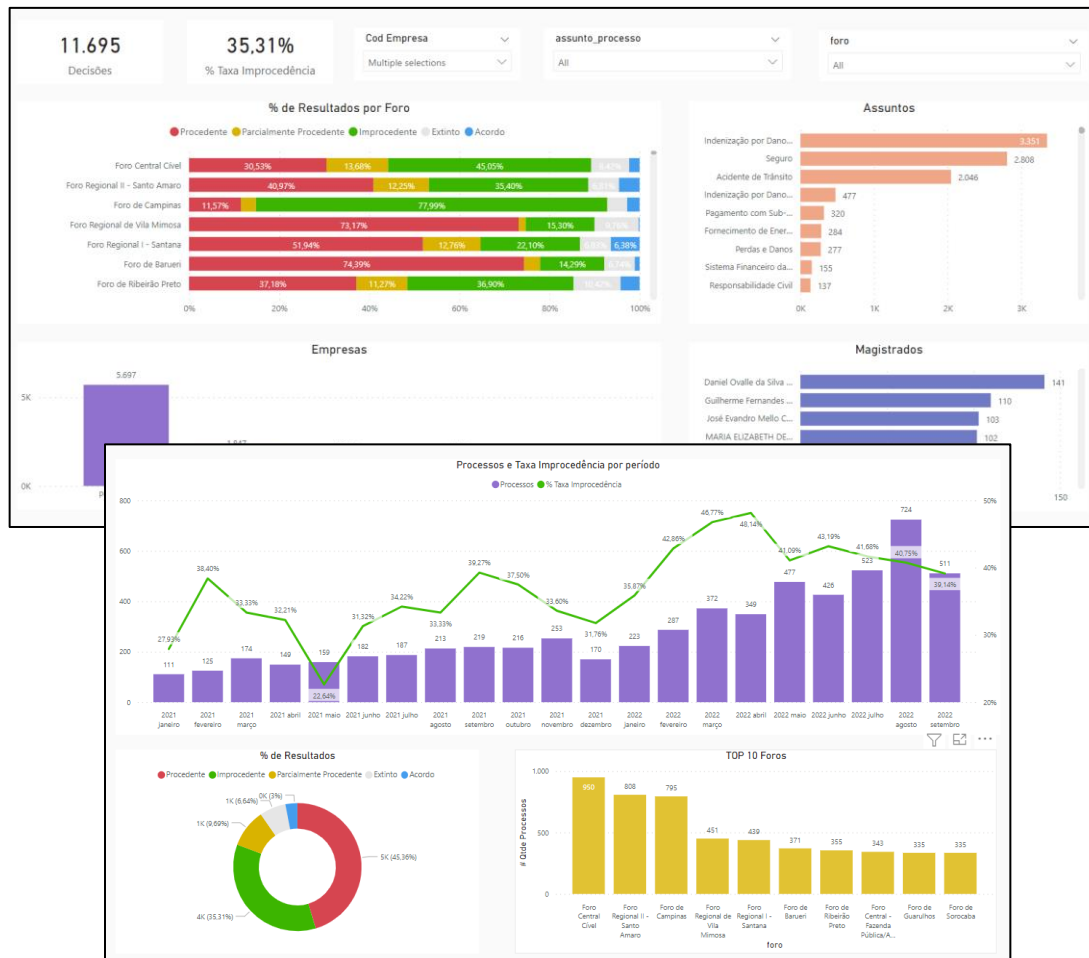 11.695
Decisões
35,31%
% Taxa Improcedência
Cod Empresa
Multiple selections
assunto_processo
All
foro
All
% de Resultados por Foro
Procedente Parcialmente Procedente Improcedente Extinto Acordo
Foro Central Cível 30,53% 13,68% 45,05% 8,42%
Foro Regional II - Santo Amaro 40,97% 12,25% 35,40%
Foro de Campinas 11,57% 77,99%
Foro Regional de Vila Mimosa 73,17% 15,30% 9,76%
Foro Regional I - Santana 51,94% 12,76% 22,10% 6,38%
Foro de Barueri 74,39% 14,29% 6,74%
Foro de Ribeirão Preto 37,18% 11,27% 36,90% 10,42%
0% 20% 40% 60% 80% 100%
Assuntos
Indenização por Dano... 3.351
Seguro 2.808
Acidente de Trânsito 2.046
Indenização por Dano... 477
Pagamento com Sub-... 320
Fornecimento de Ener... 284
Perdas e Danos 277
Sistema Financeiro da... 155
Responsabilidade Civil 137
0K 1K 2K 3K
Empresas
5.697
5K
0K
Magistrados
Daniel Ovalle da Silva ... 141
Guilherme Fernandes ... 110
José Evandro Mello C... 103
MARIA ELIZABETH DE... 102
150
Processos e Taxa Improcedência por período
Processos % Taxa Improcedência
800 50%
600 40%
400 30%
200
0 20%
27,93% 38,40% 33,33% 32,21% 22,64% 31,32% 34,22% 33,33% 39,27% 37,50% 33,60% 31,76% 35,87% 42,86% 46,77% 48,14% 41,09% 43,19% 41,68% 40,75% 39,14%
111 125 174 149 159 182 187 213 219 216 253 170 223 287 372 349 477 426 523 724 511
2021 janeiro
2021 fevereiro
2021 março
2021 abril
2021 maio
2021 junho
2021 julho
2021 agosto
2021 setembro
2021 outubro
2021 novembro
2021 dezembro
2022 janeiro
2022 fevereiro
2022 março
2022 abril
2022 maio
2022 junho
2022 julho
2022 agosto
2022 setembro
% de Resultados
Procedente Improcedente Parcialmente Procedente Extinto Acordo
0K (3%)
1K (6,64%)
1K (9,69%)
5K (45,36%)
4K (35,31%)
TOP 10 Foros
# Qtde Processos
1.000
500
0
950 808 795 451 439 371 355 343 335 335
Foro Central Cível
Foro Regional II - Santo Amaro
Foro de Campinas
Foro Regional de Vila Mimosa
Foro Regional I - Santana
Foro de Barueri
Foro de Ribeirão Preto
Foro Central - Fazenda Pública/A...
Foro de Guarulhos
Foro de Sorocaba
foro